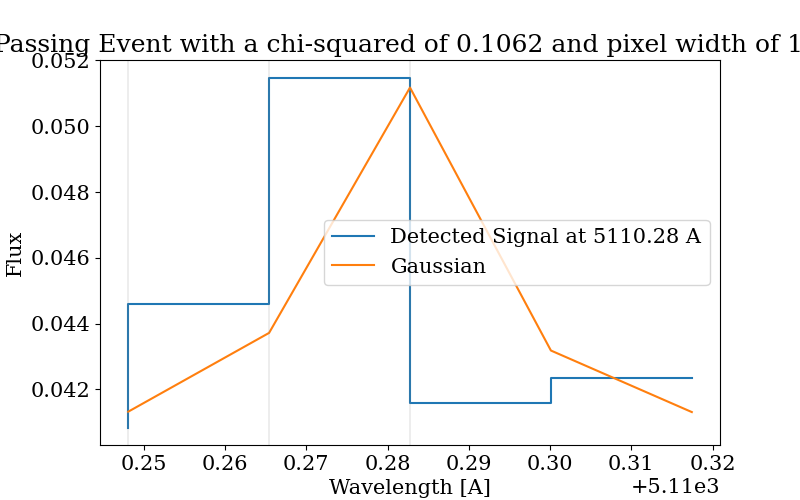 Passing Event with a chi-squared of 0.1062 and pixel width of 1
0.052
0.050
0.048
0.046
0.044
0.042
Flux
Detected Signal at 5110.28 A
Gaussian
0.25 0.26 0.27 0.28 0.29 0.30 0.31 0.32
Wavelength [A]
+5.11e3